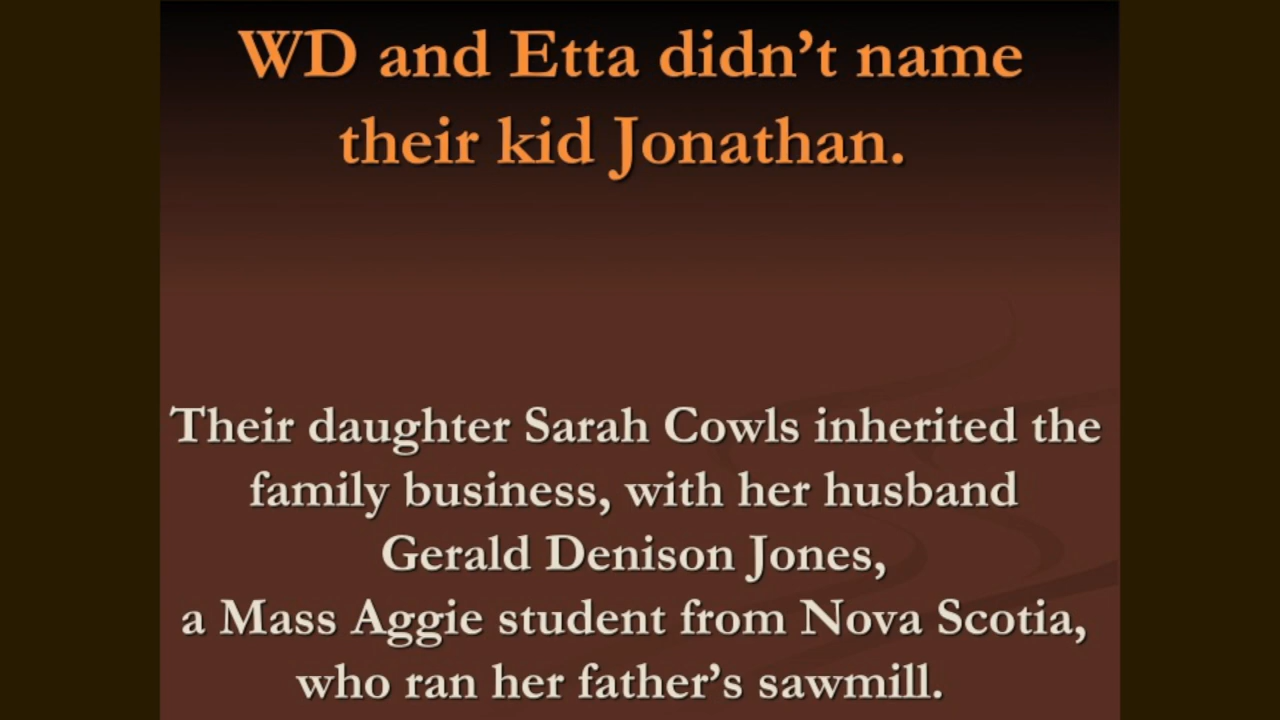 WD and Etta didn’t name
their kid Jonathan.
Their daughter Sarah Cowls inherited the
family business, with her husband
Gerald Denison Jones,
a Mass Aggie student from Nova Scotia,
who ran her father’s sawmill.